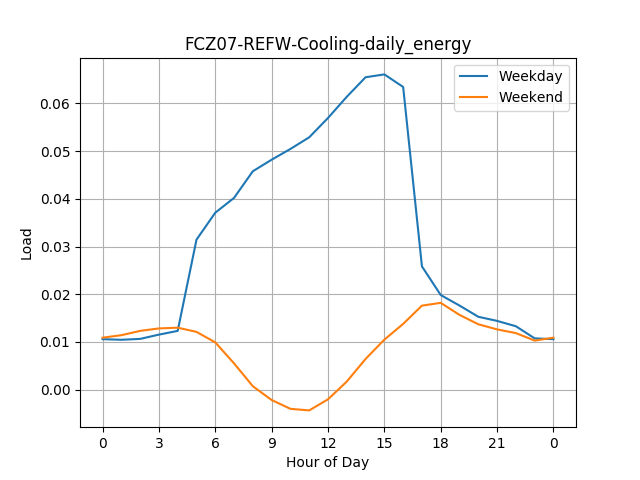 FCZ07-REFW-Cooling-daily_energy
Weekday
Weekend
0.06
0.05
0.04
0.03
0.02
0.01
0.00
Load
0 3 6 9 12 15 18 21 0
Hour of Day